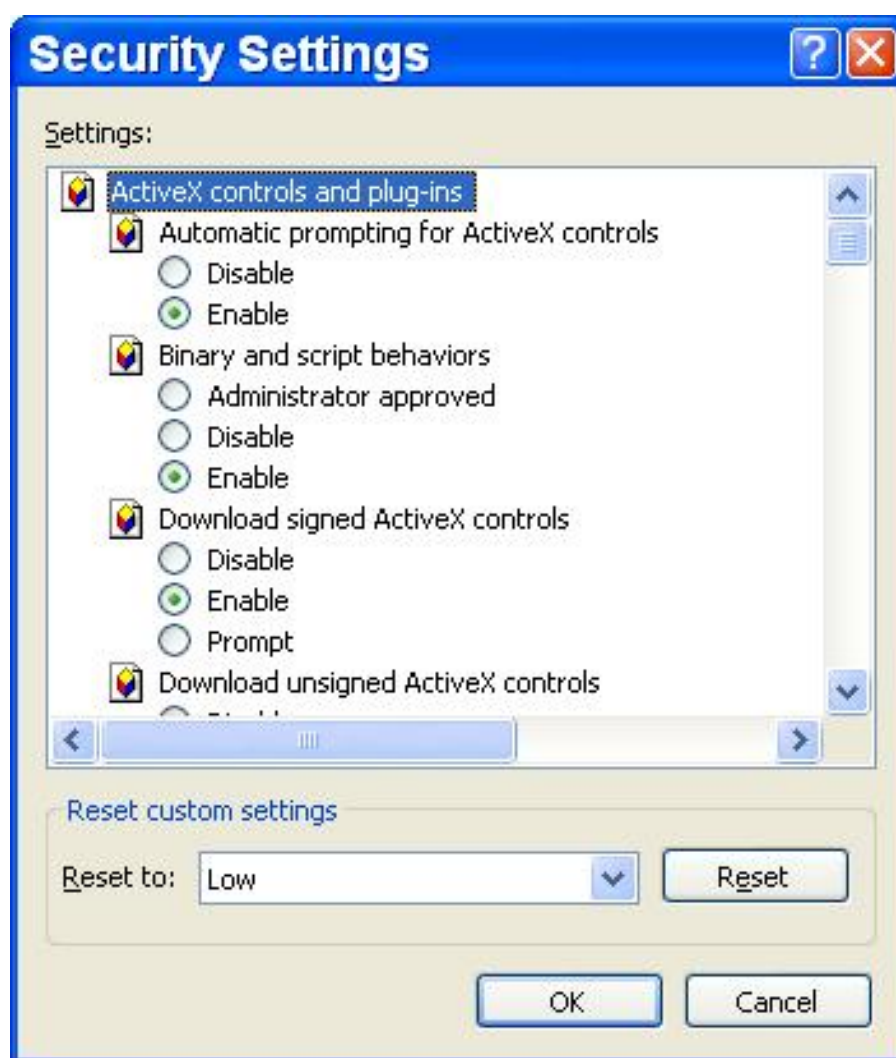 Security Settings
Settings:
ActiveX controls and plug-ins
Automatic prompting for ActiveX controls
Disable
Enable
Binary and script behaviors
Administrator approved
Disable
Enable
Download signed ActiveX controls
Disable
Enable
Prompt
Download unsigned ActiveX controls
Reset custom settings
Reset to:
Low
Reset
OK
Cancel